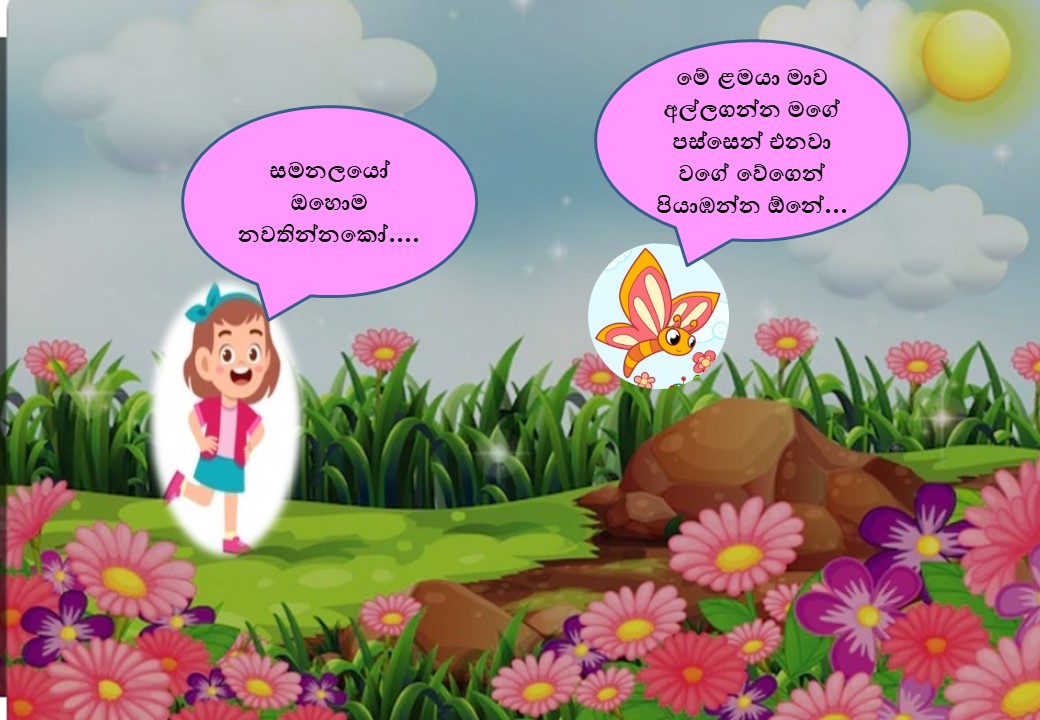 සමනලයෝ
ඔහොම
නවතින්නකෝ....
මේ ළමයා මාව
අල්ලගන්න මගේ
පස්සෙන් එනවා
වගේ වේගෙන්
පියාඹන්න ඕනේ...